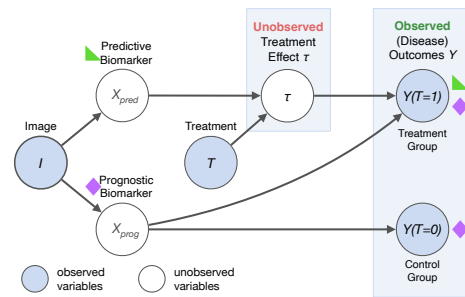 Unobserved
Treatment
Effect τ
Observed
(Disease)
Outcomes Y
Predictive
Biomarker
X_pred
τ
Y(T=1)
Treatment
Group
Image
I
Treatment
T
Prognostic
Biomarker
X_prog
Y(T=0)
Control
Group
observed
variables
unobserved
variables